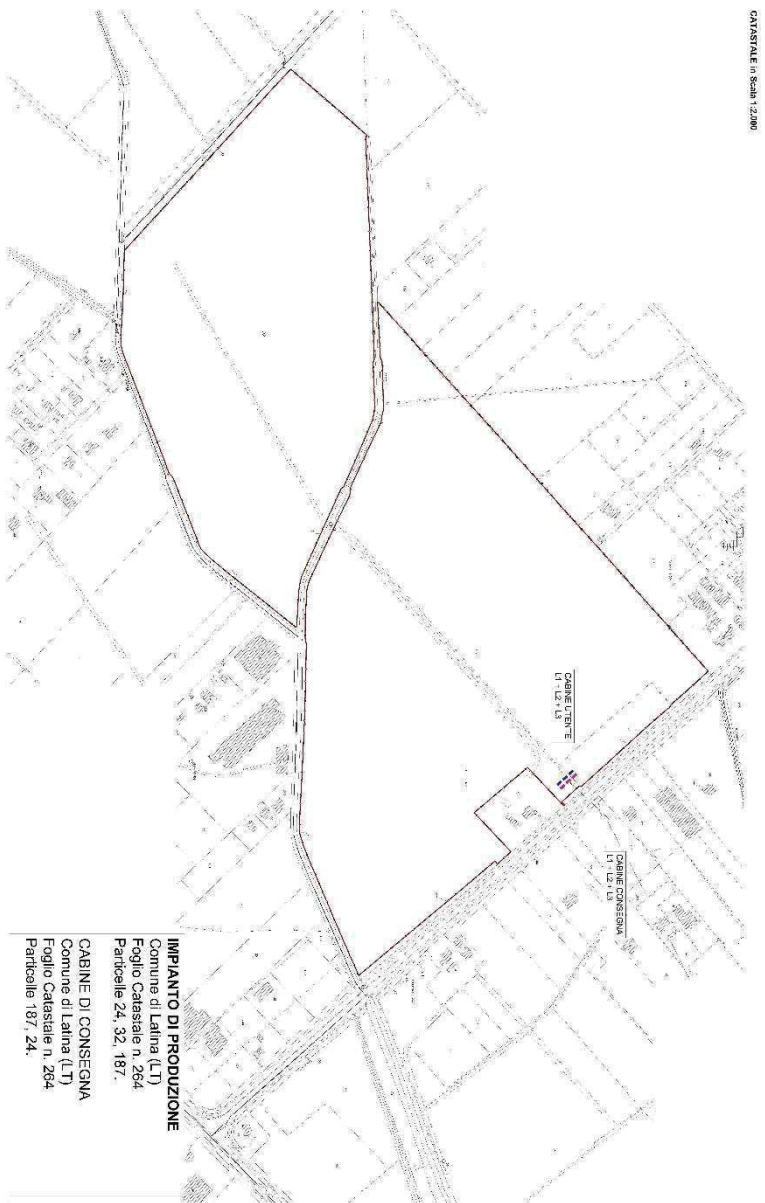 CATASTALE in Scala 1:2.000
CABINE UTENTE
L1 - L2 - L3
CABINE CONSEGNA
L1 - L2 - L3
IMPIANTO DI PRODUZIONE
Comune di Latina (LT)
Foglio Catastale n. 264
Particelle 24, 32, 187.
CABINE DI CONSEGNA
Comune di Latina (LT)
Foglio Catastale n. 264
Particelle 187, 24.